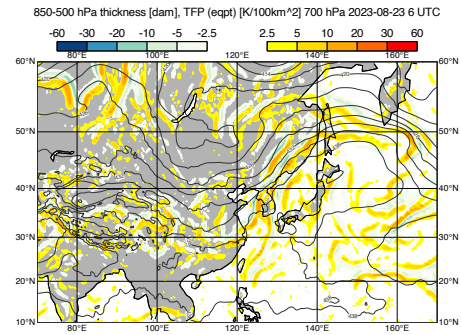 850-500 hPa thickness [dam], TFP (eqpt) [K/100km^2] 700 hPa 2023-08-23 6 UTC
-60 -30 -20 -10 -5 -2.5 2.5 5 10 20 30 60
80°E 100°E 120°E 140°E 160°E
60°N 60°N
50°N 50°N
40°N 40°N
30°N 30°N
20°N 20°N
10°N 10°N
80°E 100°E 120°E 140°E 160°E